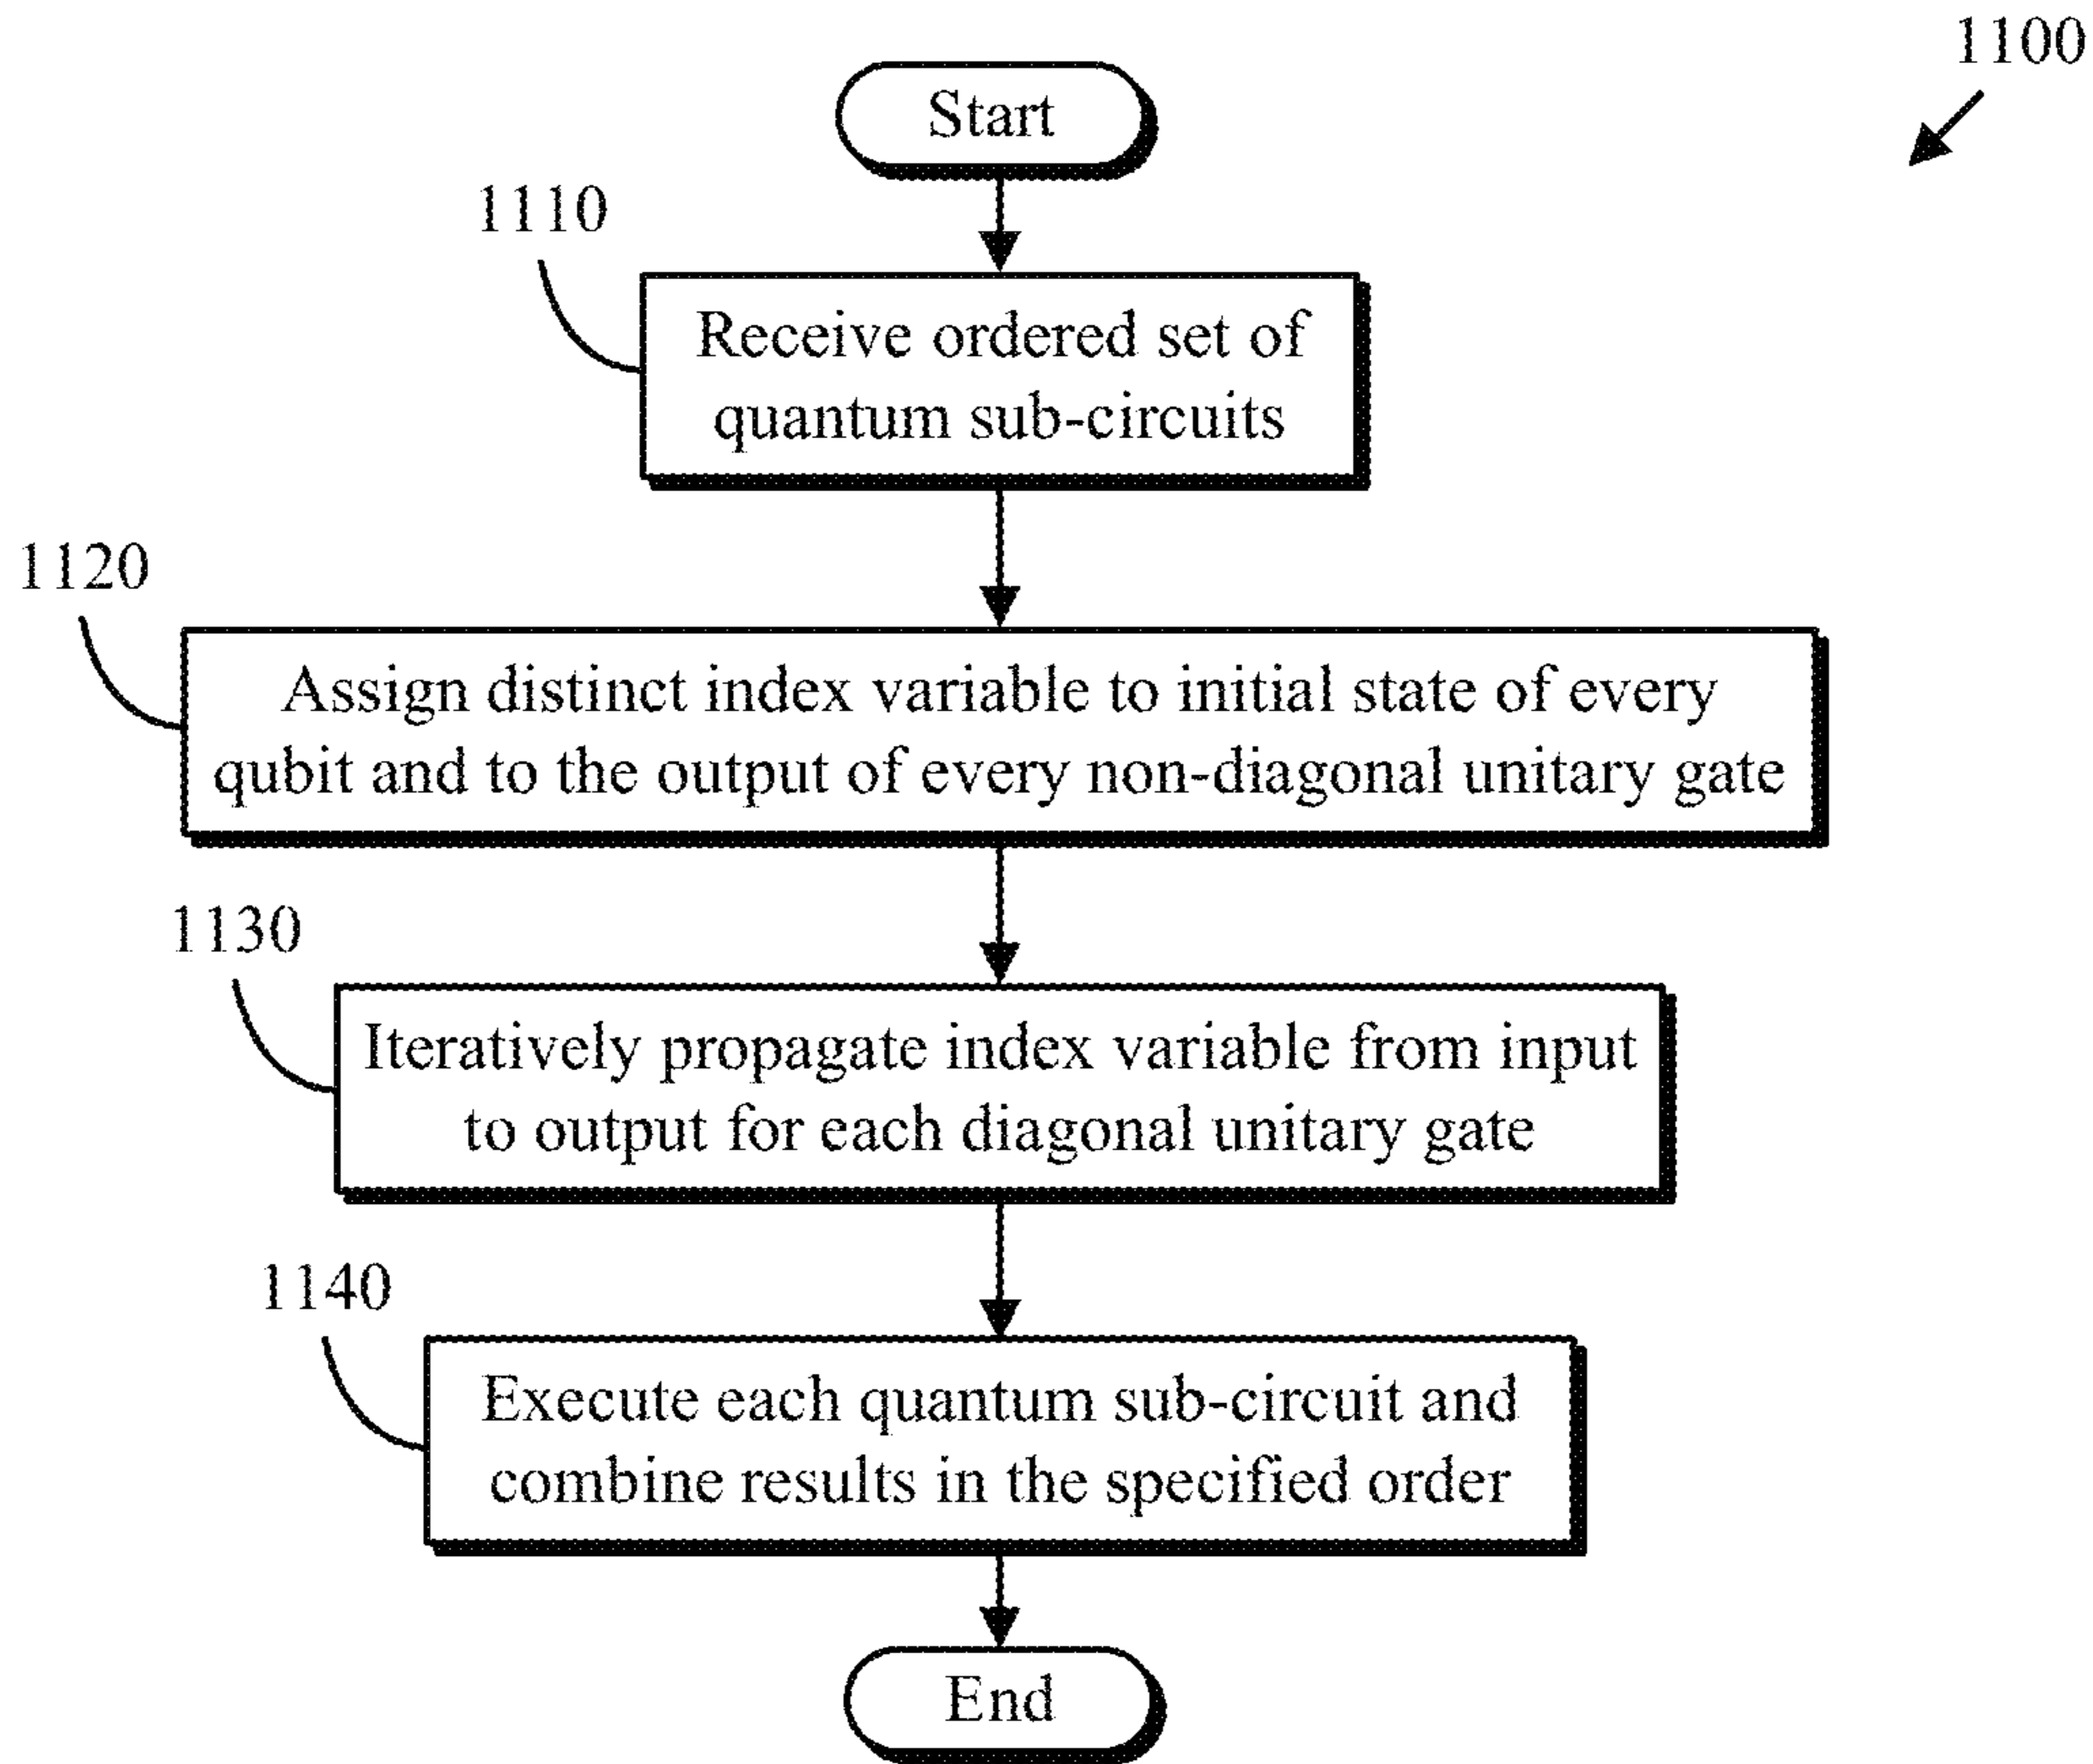 1100
Start
1110
Receive ordered set of
quantum sub-circuits
1120
Assign distinct index variable to initial state of every
qubit and to the output of every non-diagonal unitary gate
1130
Iteratively propagate index variable from input
to output for each diagonal unitary gate
1140
Execute each quantum sub-circuit and
combine results in the specified order
End